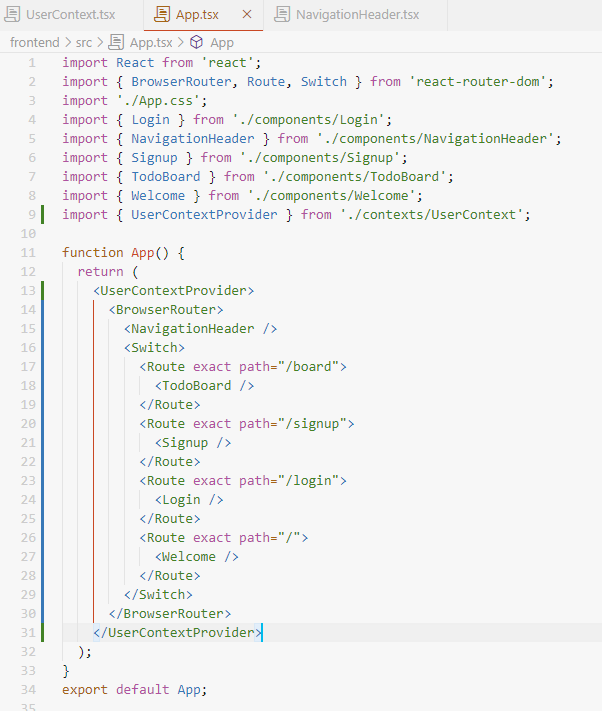 UserContext.tsx App.tsx × NavigationHeader.tsx
frontend > src > App.tsx > App
1 import React from 'react';
2 import { BrowserRouter, Route, Switch } from 'react-router-dom';
3 import './App.css';
4 import { Login } from './components/Login';
5 import { NavigationHeader } from './components/NavigationHeader';
6 import { Signup } from './components/Signup';
7 import { TodoBoard } from './components/TodoBoard';
8 import { Welcome } from './components/Welcome';
9 import { UserContextProvider } from './contexts/UserContext';
10
11 function App() {
12   return (
13     <UserContextProvider>
14       <BrowserRouter>
15         <NavigationHeader />
16         <Switch>
17           <Route exact path="/board">
18             <TodoBoard />
19           </Route>
20           <Route exact path="/signup">
21             <Signup />
22           </Route>
23           <Route exact path="/login">
24             <Login />
25           </Route>
26           <Route exact path="/">
27             <Welcome />
28           </Route>
29         </Switch>
30       </BrowserRouter>
31     </UserContextProvider>
32   );
33 }
34 export default App;
35